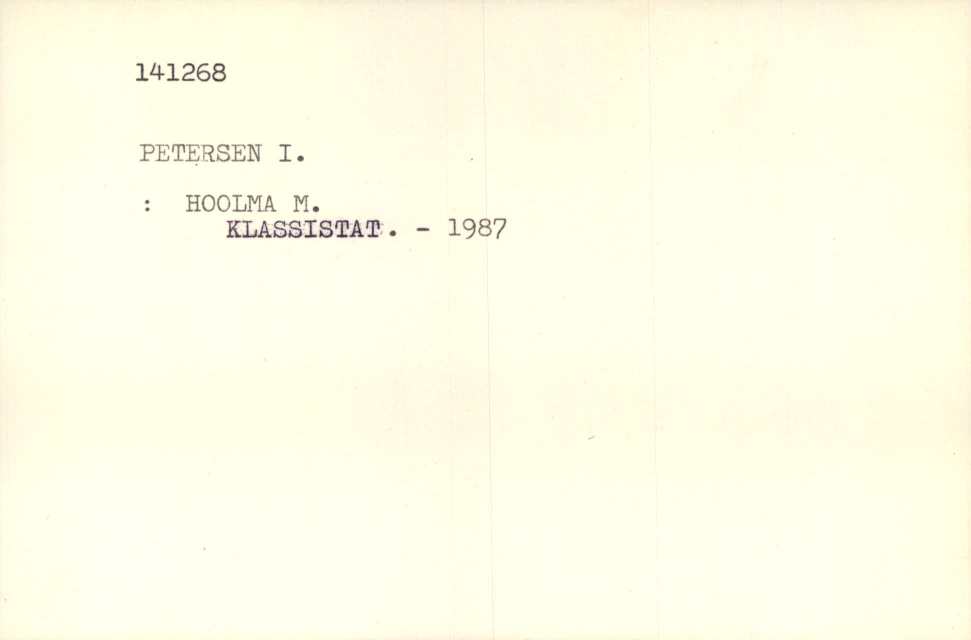 141268
PETERSEN I.
: HOOLMA M.
KLASSISTAT. - 1987